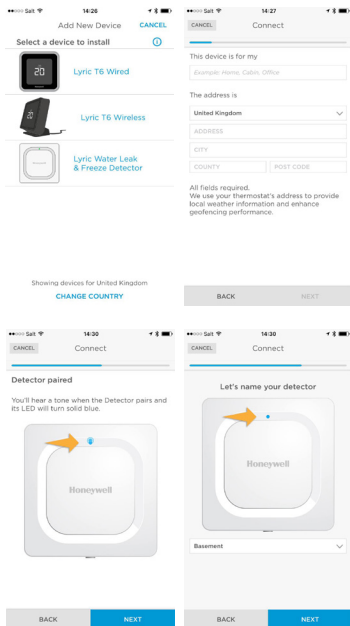 Salt 14:26
Add New Device CANCEL
Select a device to install
Lyric T6 Wired
Lyric T6 Wireless
Honeywell
Lyric Water Leak
& Freeze Detector
Showing devices for United Kingdom
CHANGE COUNTRY
Salt 14:27
CANCEL Connect
This device is for my
Example: Home, Cabin, Office
The address is
United Kingdom
ADDRESS
CITY
COUNTY POST CODE
All fields required.
We use your thermostat's address to provide
local weather information and enhance
geofencing performance.
BACK NEXT
Salt 14:30
CANCEL Connect
Detector paired
You'll hear a tone when the Detector pairs and
its LED will turn solid blue.
Honeywell
BACK NEXT
Salt 14:30
CANCEL Connect
Let's name your detector
Honeywell
Basement
BACK NEXT